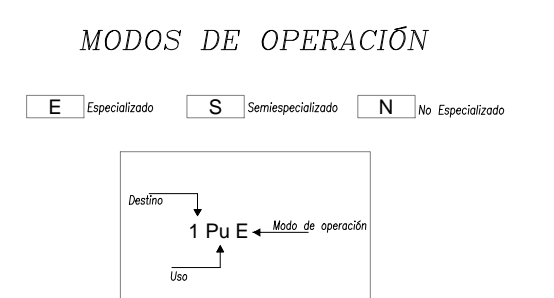 MODOS DE OPERACIÓN
E Especializado S Semiespecializado N No Especializado
Destino
1 Pu E Modo de operación
Uso